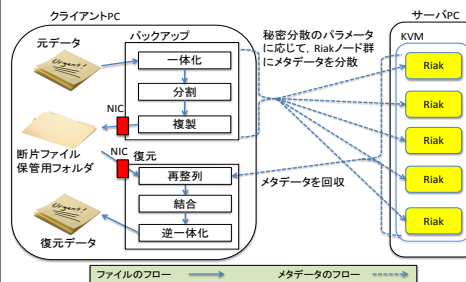 クライアントPC
サーバPC
元データ
バックアップ
一体化
分割
複製
NIC
断片ファイル
保管用フォルダ
NIC
復元
再整列
結合
逆一体化
復元データ
秘密分散のパラメータ
に応じて、Riakノード群
にメタデータを分散
メタデータを回収
KVM
Riak
Riak
Riak
Riak
Riak
Urgent!
Urgent!
ファイルのフロー
メタデータのフロー